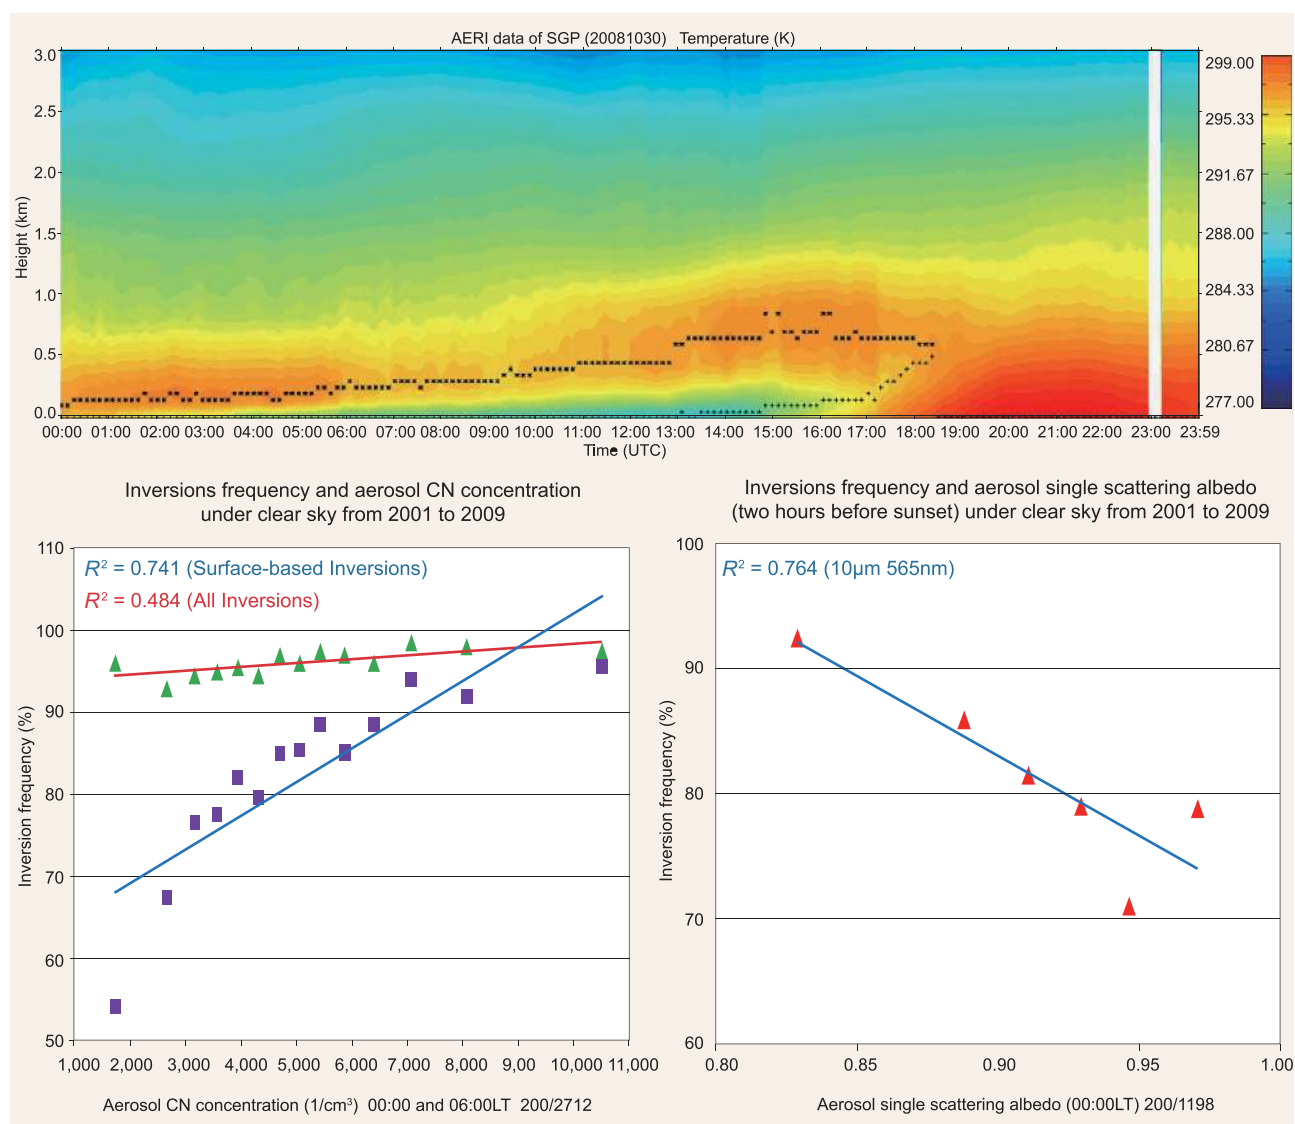 AERI data of SGP (20081030) Temperature (K)
3.0
2.5
2.0
1.5
1.0
0.5
0.0
Height (km)
299.00
295.33
291.67
288.00
284.33
280.67
277.00
00:00 01:00 02:00 03:00 04:00 05:00 06:00 07:00 08:00 09:00 10:00 11:00 12:00 13:00 14:00 15:00 16:00 17:00 18:00 19:00 20:00 21:00 22:00 23:00 23:59
Time (UTC)
Inversions frequency and aerosol CN concentration
under clear sky from 2001 to 2009
R² = 0.741 (Surface-based Inversions)
R² = 0.484 (All Inversions)
110
100
90
80
70
60
50
Inversion frequency (%)
1,000 2,000 3,000 4,000 5,000 6,000 7,000 8,000 9,00 10,000 11,000
Aerosol CN concentration (1/cm³) 00:00 and 06:00LT 200/2712
Inversions frequency and aerosol single scattering albedo
(two hours before sunset) under clear sky from 2001 to 2009
R² = 0.764 (10µm 565nm)
100
90
80
70
60
Inversion frequency (%)
0.80 0.85 0.90 0.95 1.00
Aerosol single scattering albedo (00:00LT) 200/1198